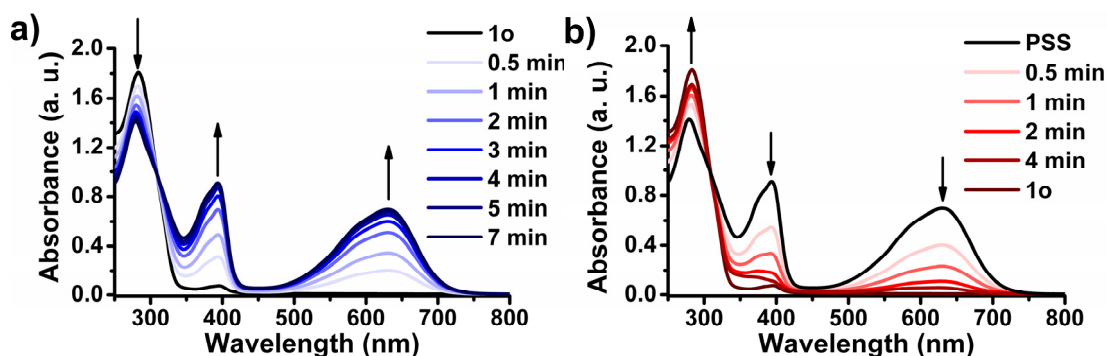 a)
Absorbance (a. u.)
2.0
1.6
1.2
0.8
0.4
0.0
300 400 500 600 700 800
Wavelength (nm)
1o
0.5 min
1 min
2 min
3 min
4 min
5 min
7 min
b)
Absorbance (a. u.)
2.0
1.6
1.2
0.8
0.4
0.0
300 400 500 600 700 800
Wavelength (nm)
PSS
0.5 min
1 min
2 min
4 min
1o